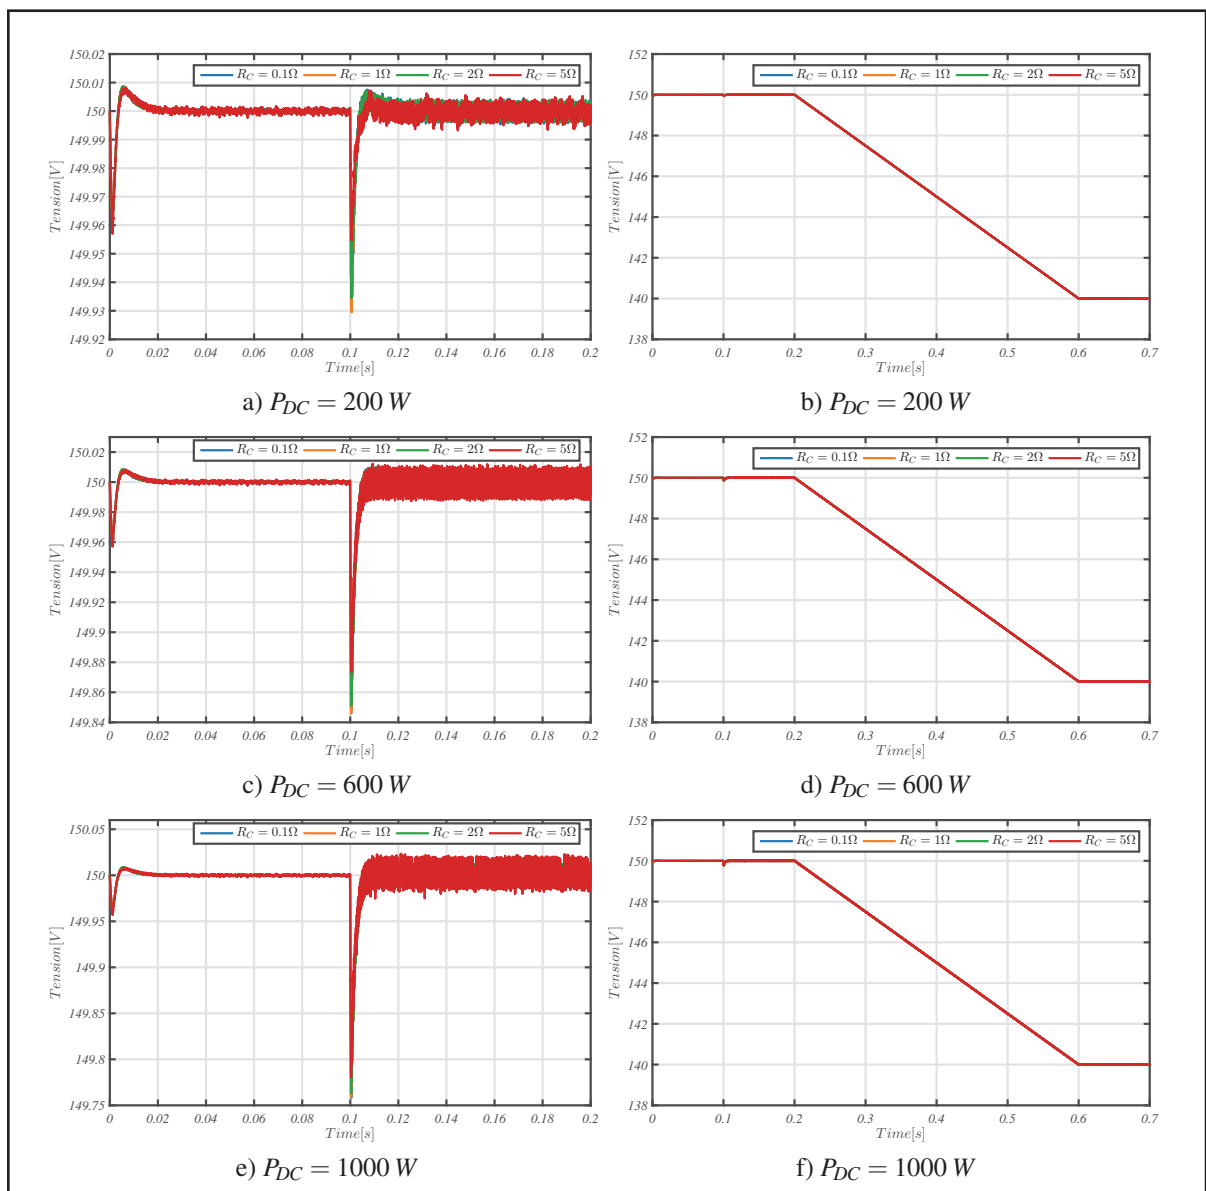 150.02
150.01
150
149.99
149.98
149.97
149.96
149.95
149.94
149.93
149.92
Tension[V]
R_C = 0.1Ω R_C = 1Ω R_C = 2Ω R_C = 5Ω
0 0.02 0.04 0.06 0.08 0.1 0.12 0.14 0.16 0.18 0.2
Time[s]
a) P_DC = 200 W
152
150
148
146
144
142
140
138
Tension[V]
R_C = 0.1Ω R_C = 1Ω R_C = 2Ω R_C = 5Ω
0 0.1 0.2 0.3 0.4 0.5 0.6 0.7
Time[s]
b) P_DC = 200 W
150.02
150
149.98
149.96
149.94
149.92
149.9
149.88
149.86
149.84
Tension[V]
R_C = 0.1Ω R_C = 1Ω R_C = 2Ω R_C = 5Ω
0 0.02 0.04 0.06 0.08 0.1 0.12 0.14 0.16 0.18 0.2
Time[s]
c) P_DC = 600 W
152
150
148
146
144
142
140
138
Tension[V]
R_C = 0.1Ω R_C = 1Ω R_C = 2Ω R_C = 5Ω
0 0.1 0.2 0.3 0.4 0.5 0.6 0.7
Time[s]
d) P_DC = 600 W
150.05
150
149.95
149.9
149.85
149.8
149.75
Tension[V]
R_C = 0.1Ω R_C = 1Ω R_C = 2Ω R_C = 5Ω
0 0.02 0.04 0.06 0.08 0.1 0.12 0.14 0.16 0.18 0.2
Time[s]
e) P_DC = 1000 W
152
150
148
146
144
142
140
138
Tension[V]
R_C = 0.1Ω R_C = 1Ω R_C = 2Ω R_C = 5Ω
0 0.1 0.2 0.3 0.4 0.5 0.6 0.7
Time[s]
f) P_DC = 1000 W